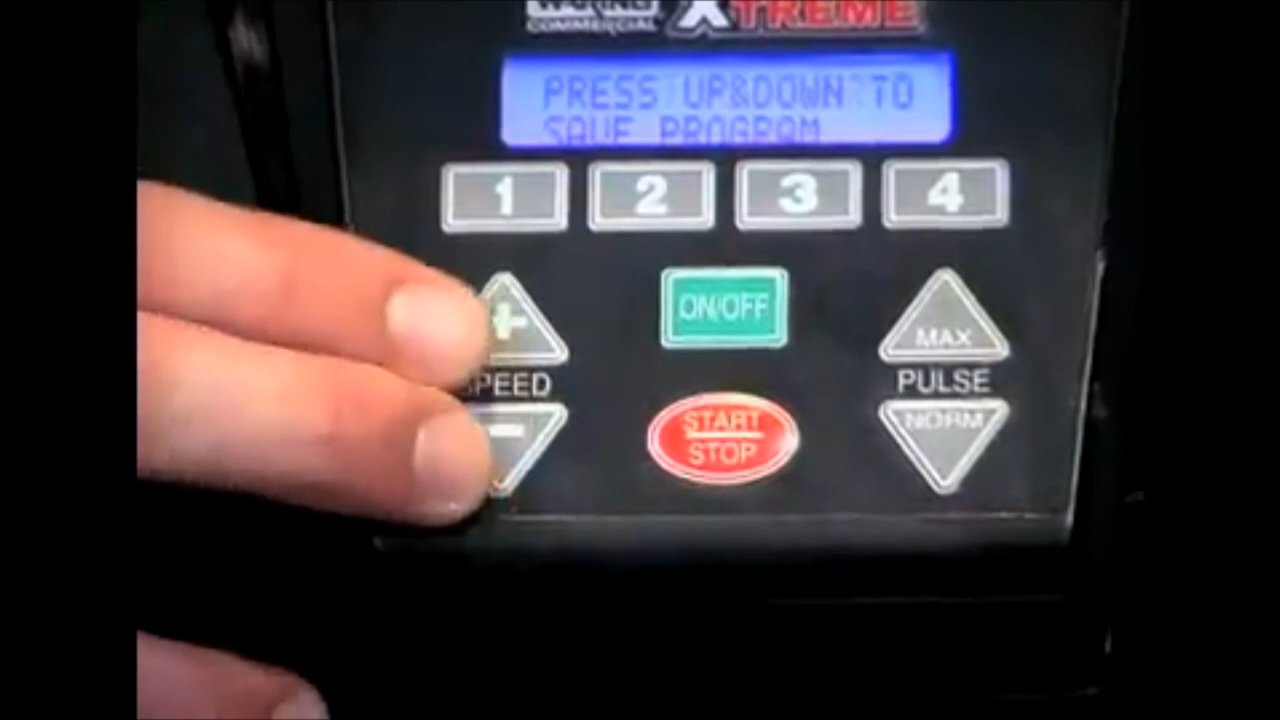 COMMERCIAL
XTREME
PRESS UP&DOWN TO
SAVE PROGRAM
1 2 3 4
+
ON/OFF
MAX
SPEED
PULSE
-
START
STOP
NORM